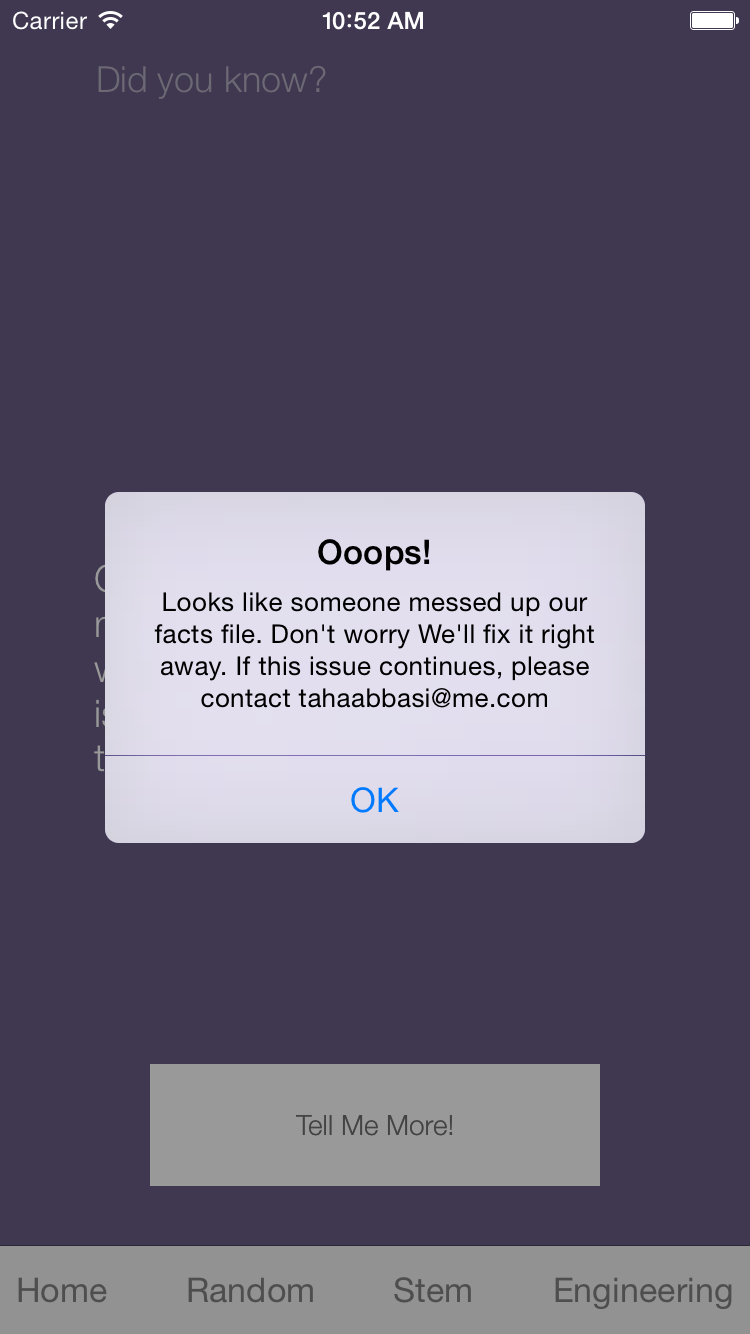 Carrier 10:52 AM
Did you know?
Ooops!
Looks like someone messed up our
facts file. Don't worry We'll fix it right
away. If this issue continues, please
contact tahaabbasi@me.com
OK
Tell Me More!
Home Random Stem Engineering